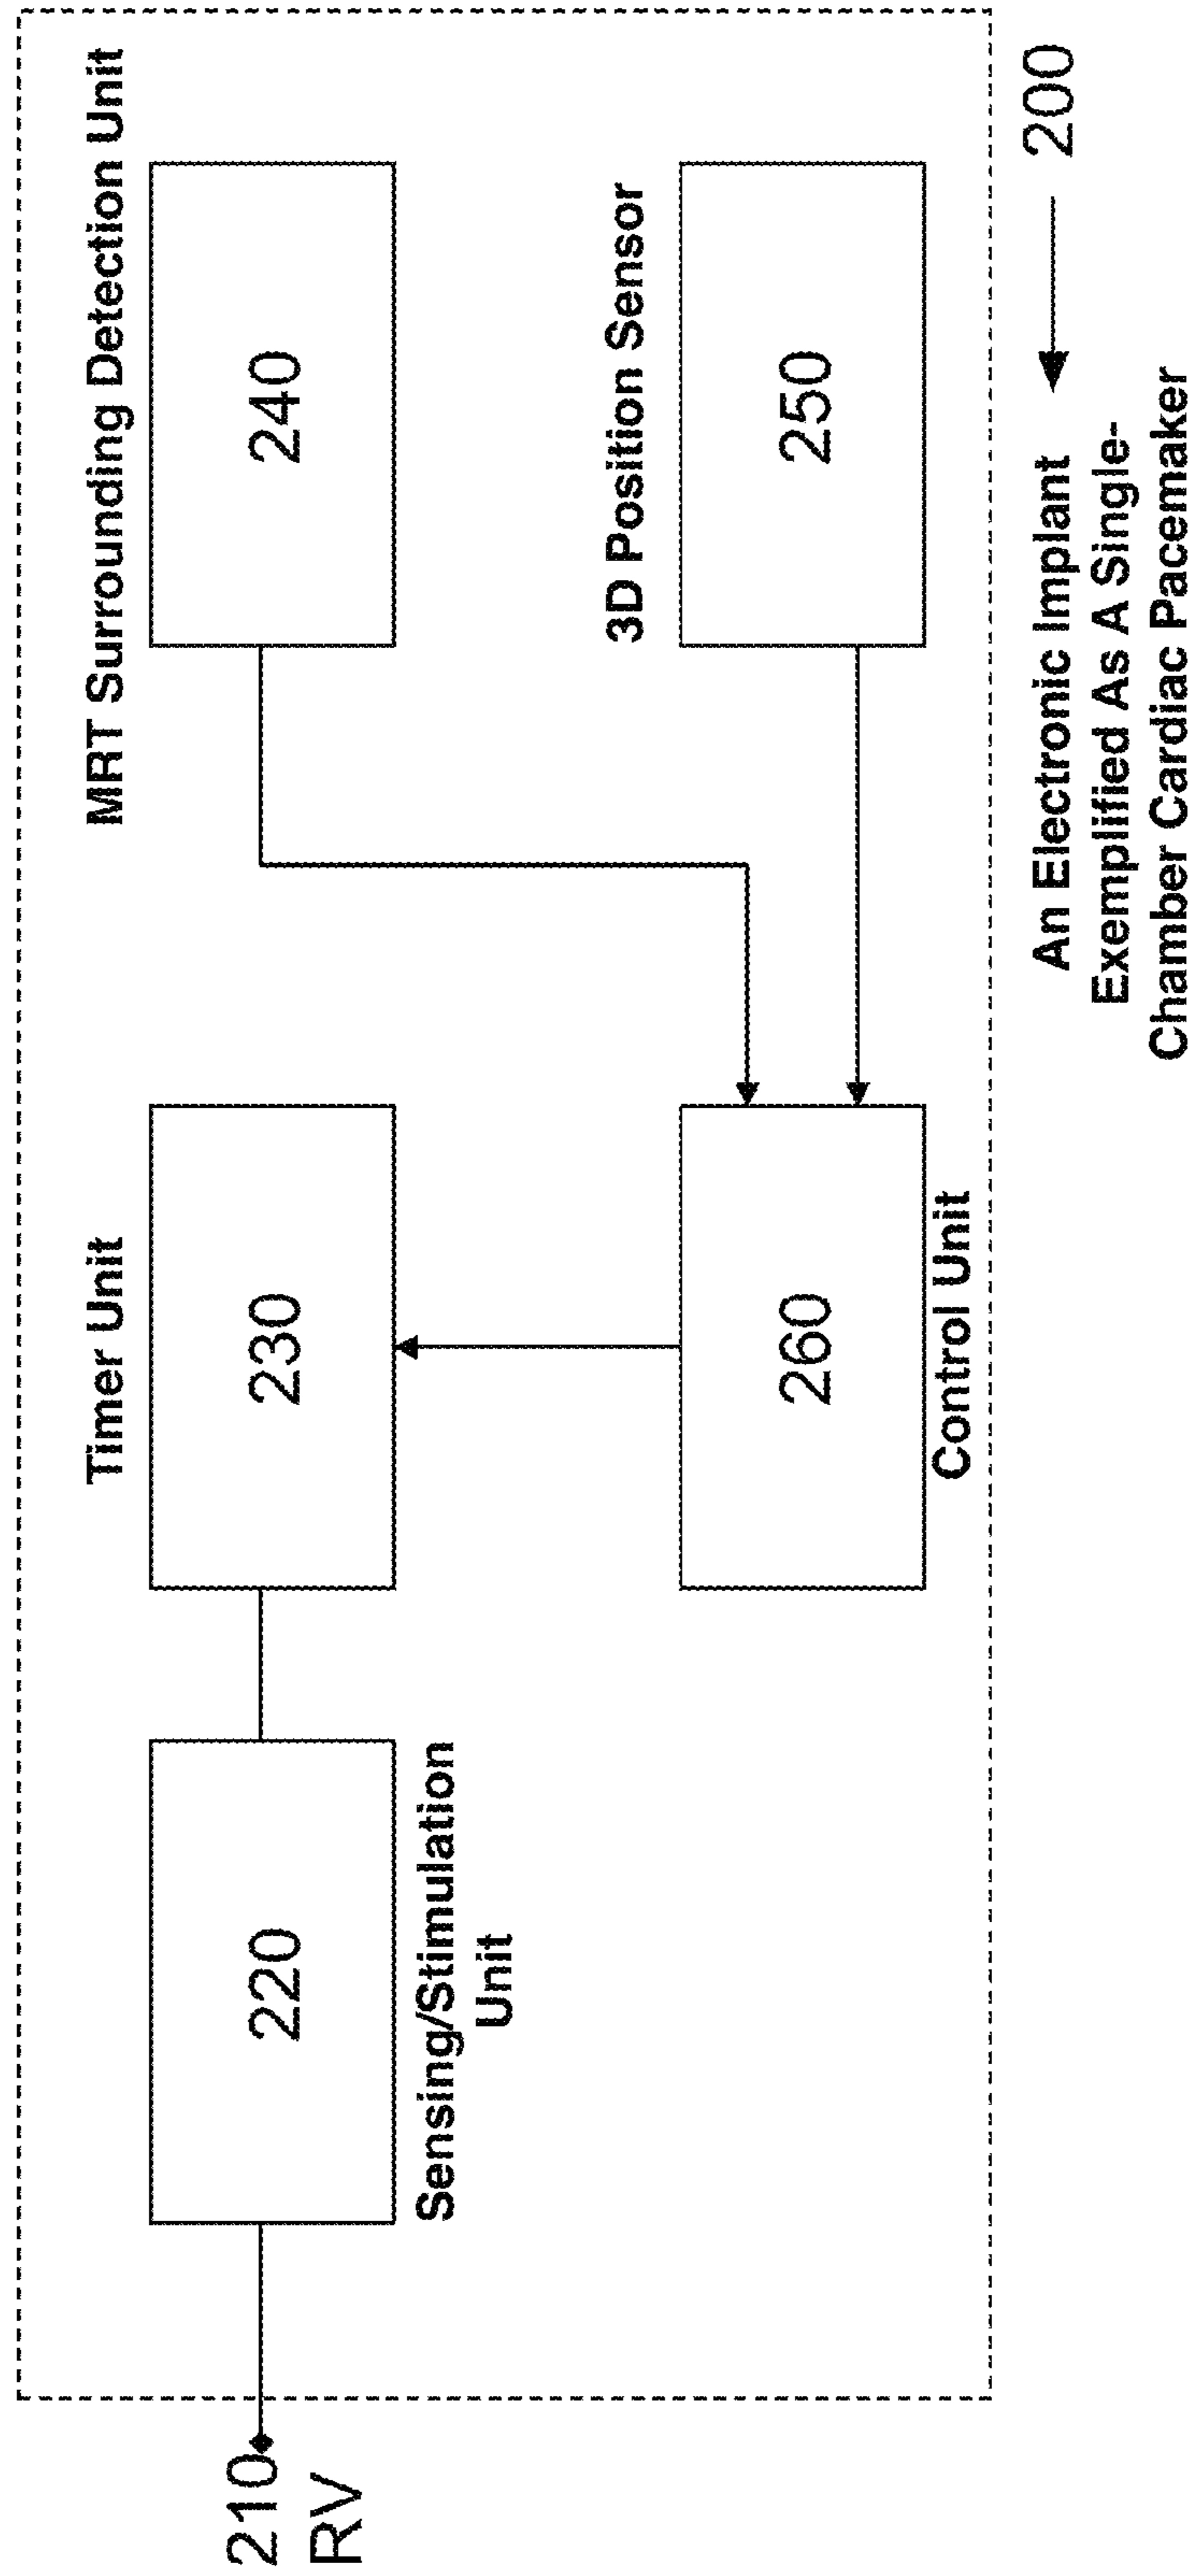 Timer Unit
MRT Surrounding Detection Unit
210
RV
220
230
240
Sensing/Stimulation
Unit
3D Position Sensor
260
250
Control Unit
200
An Electronic Implant
Exemplified As A Single-
Chamber Cardiac Pacemaker